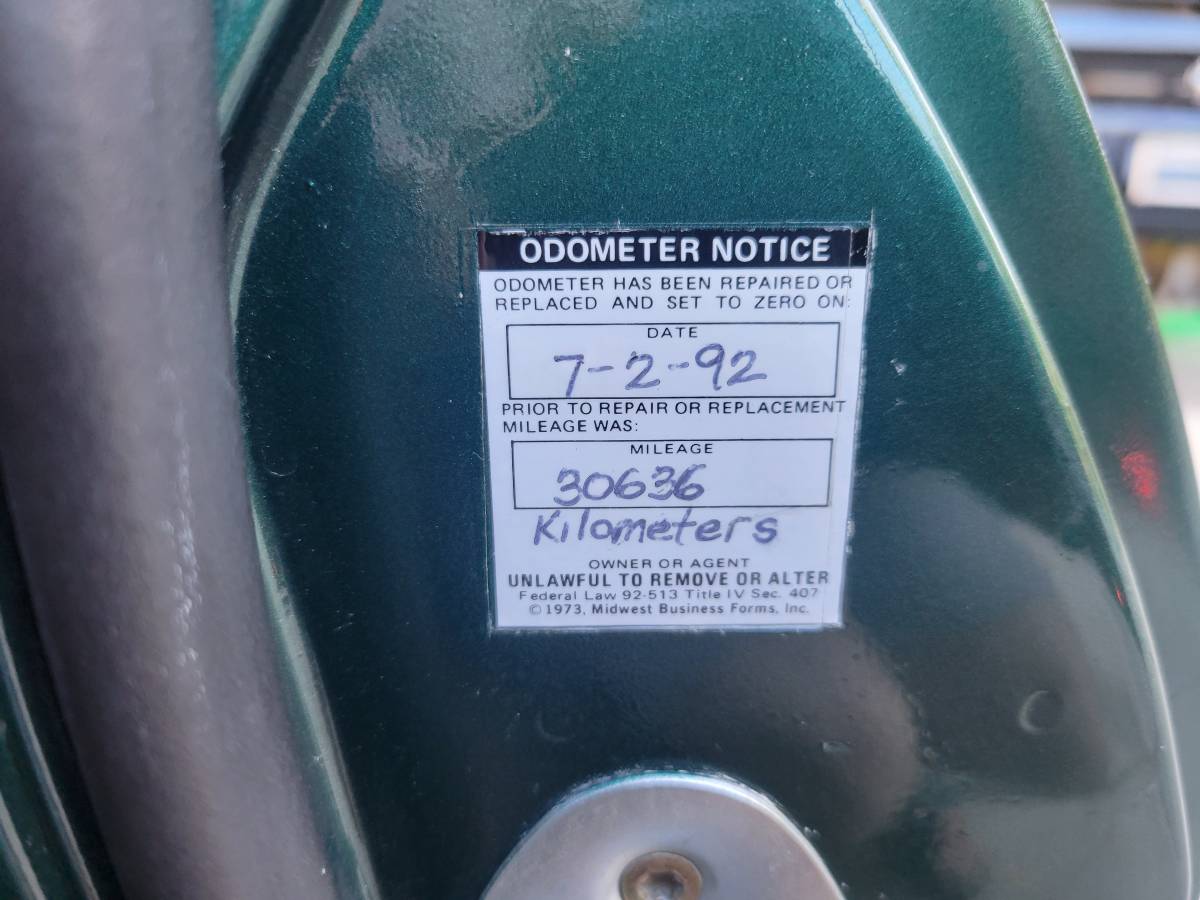 ODOMETER NOTICE
ODOMETER HAS BEEN REPAIRED OR
REPLACED AND SET TO ZERO ON:
DATE
7-2-92
PRIOR TO REPAIR OR REPLACEMENT
MILEAGE WAS:
MILEAGE
30636
Kilometers
OWNER OR AGENT
UNLAWFUL TO REMOVE OR ALTER
Federal Law 92-513 Title IV Sec. 407
© 1973, Midwest Business Forms, Inc.